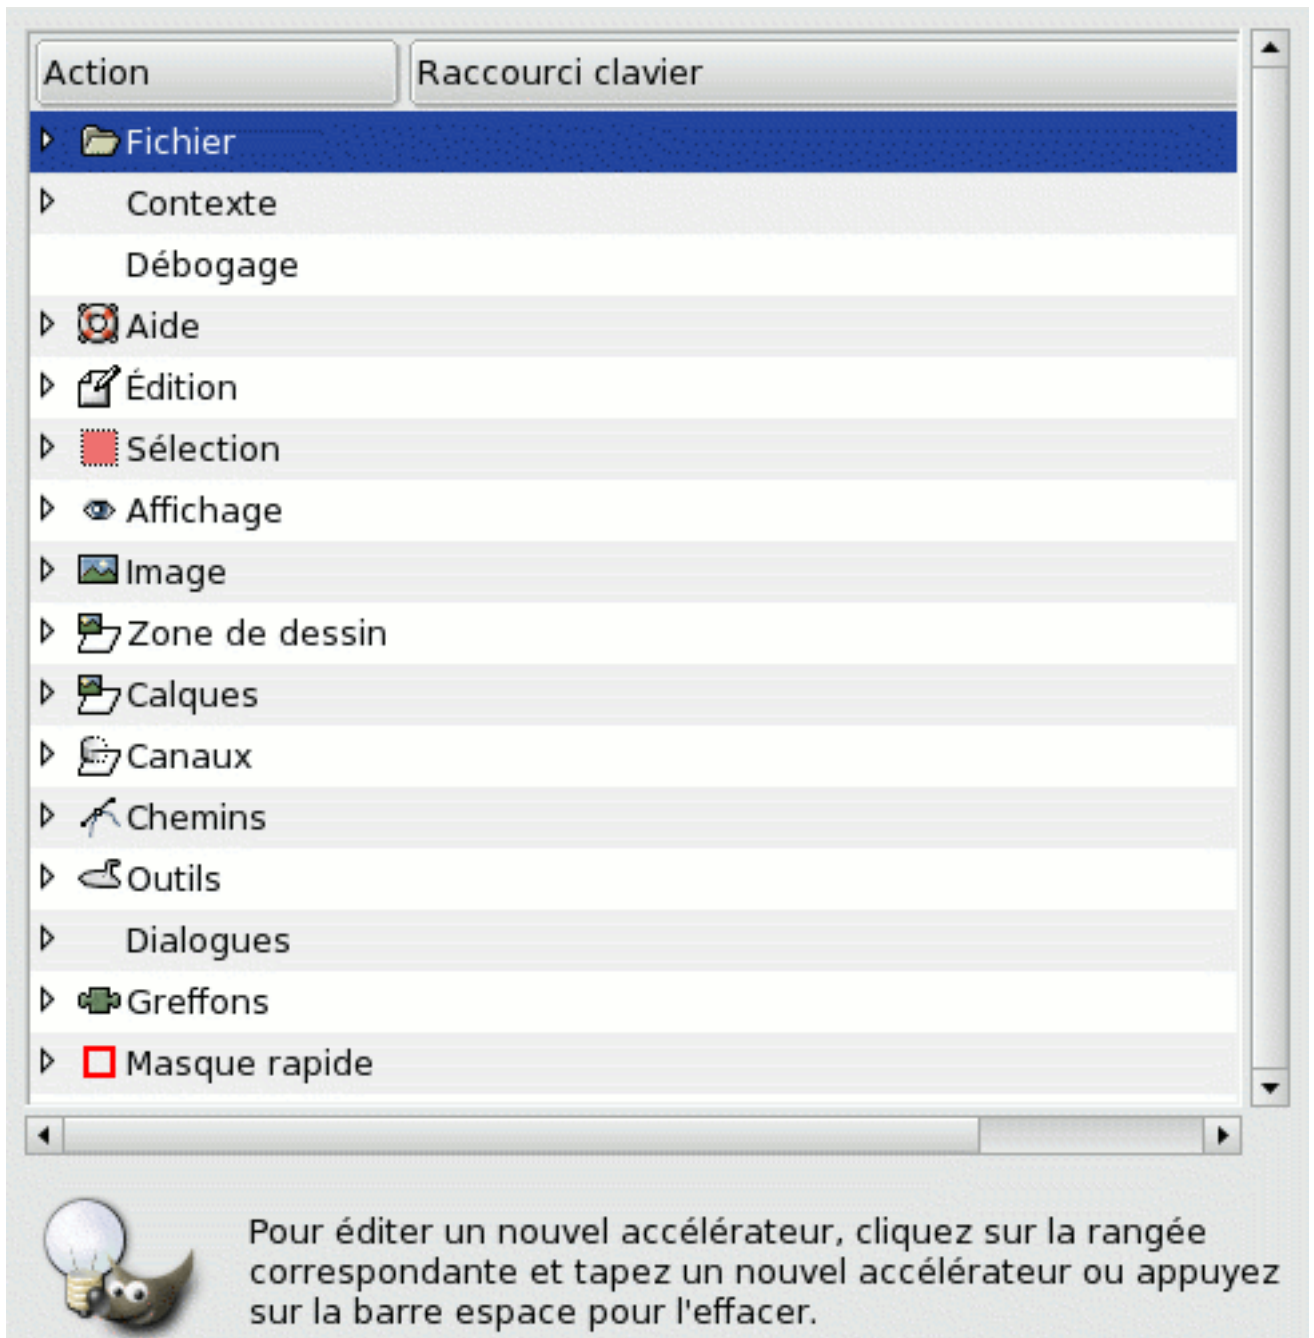 Action Raccourci clavier
Fichier
Contexte
Débogage
Aide
Édition
Sélection
Affichage
Image
Zone de dessin
Calques
Canaux
Chemins
Outils
Dialogues
Greffons
Masque rapide
Pour éditer un nouvel accélérateur, cliquez sur la rangée
correspondante et tapez un nouvel accélérateur ou appuyez
sur la barre espace pour l'effacer.